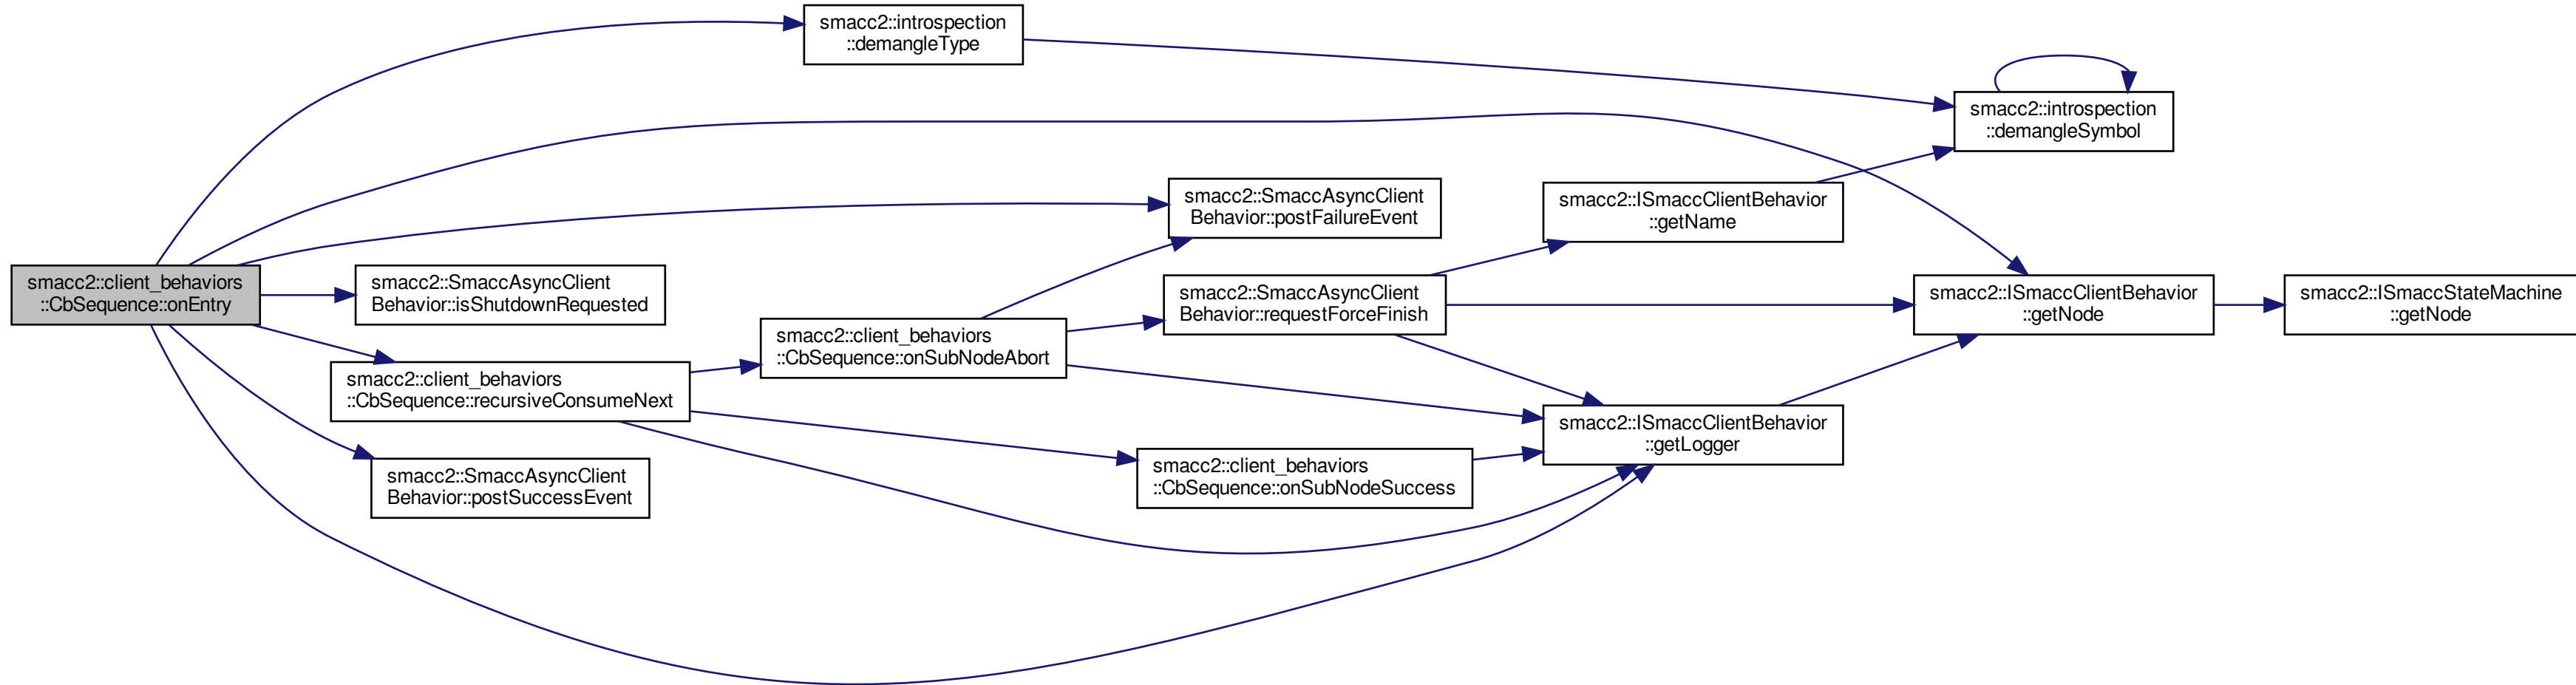 smacc2::introspection
::demangleType
smacc2::introspection
::demangleSymbol
smacc2::SmaccAsyncClient
Behavior::postFailureEvent
smacc2::ISmaccClientBehavior
::getName
smacc2::client_behaviors
::CbSequence::onEntry
smacc2::SmaccAsyncClient
Behavior::isShutdownRequested
smacc2::SmaccAsyncClient
Behavior::requestForceFinish
smacc2::ISmaccClientBehavior
::getNode
smacc2::ISmaccStateMachine
::getNode
smacc2::client_behaviors
::CbSequence::onSubNodeAbort
smacc2::client_behaviors
::CbSequence::recursiveConsumeNext
smacc2::ISmaccClientBehavior
::getLogger
smacc2::SmaccAsyncClient
Behavior::postSuccessEvent
smacc2::client_behaviors
::CbSequence::onSubNodeSuccess